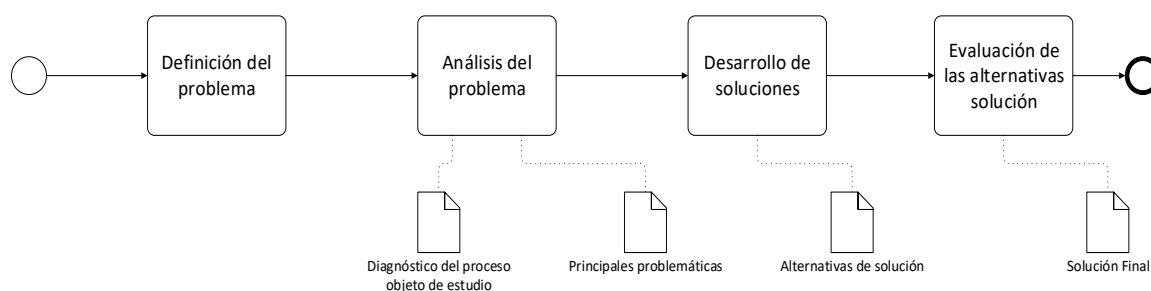 Definición del
problema
Análisis del
problema
Desarrollo de
soluciones
Evaluación de
las alternativas
solución
Diagnóstico del proceso
objeto de estudio
Principales problemáticas
Alternativas de solución
Solución Final